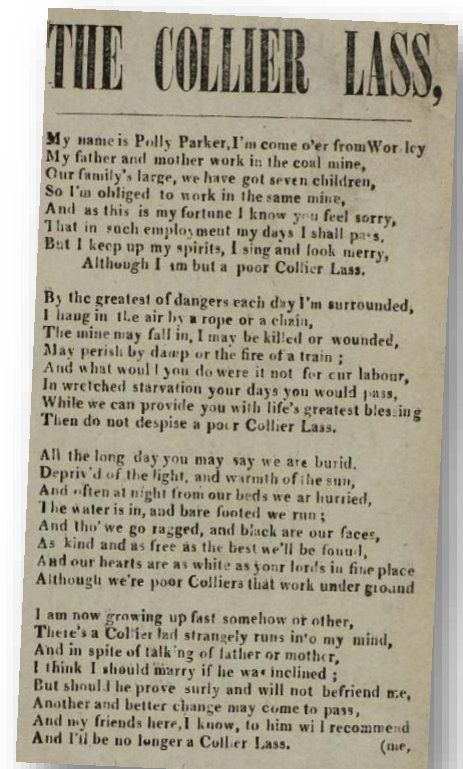 THE COLLIER LASS,
My name is Polly Parker, I'm come o'er from Worsley
My father and mother work in the coal mine,
Our family's large, we have got seven children,
So I'm obliged to work in the same mine,
And as this is my fortune I know you feel sorry,
That in such employment my days I shall pass,
But I keep up my spirits, I sing and look merry,
Although I am but a poor Collier Lass.
By the greatest of dangers each day I'm surrounded,
I hang in the air by a rope or a chain,
The mine may fall in, I may be killed or wounded,
May perish by damp or the fire of a train ;
And what would you do were it not for our labour,
In wretched starvation your days you would pass,
While we can provide you with life's greatest blessing
Then do not despise a poor Collier Lass.
All the long day you may say we are burid.
Depriv'd of the light, and warmth of the sun,
And often at night from our beds we ar hurried,
The water is in, and bare footed we run ;
And tho' we go ragged, and black are our faces,
As kind and as free as the best we'll be found,
And our hearts are as white as your lords in fine place
Although we're poor Colliers that work under ground
I am now growing up fast somehow or other,
There's a Collier lad strangely runs into my mind,
And in spite of talking of father or mother,
I think I should marry if he was inclined ;
But should he prove surly and will not befriend me,
Another and better change may come to pass,
And my friends here, I know, to him will recommend
And I'll be no longer a Collier Lass. (me,